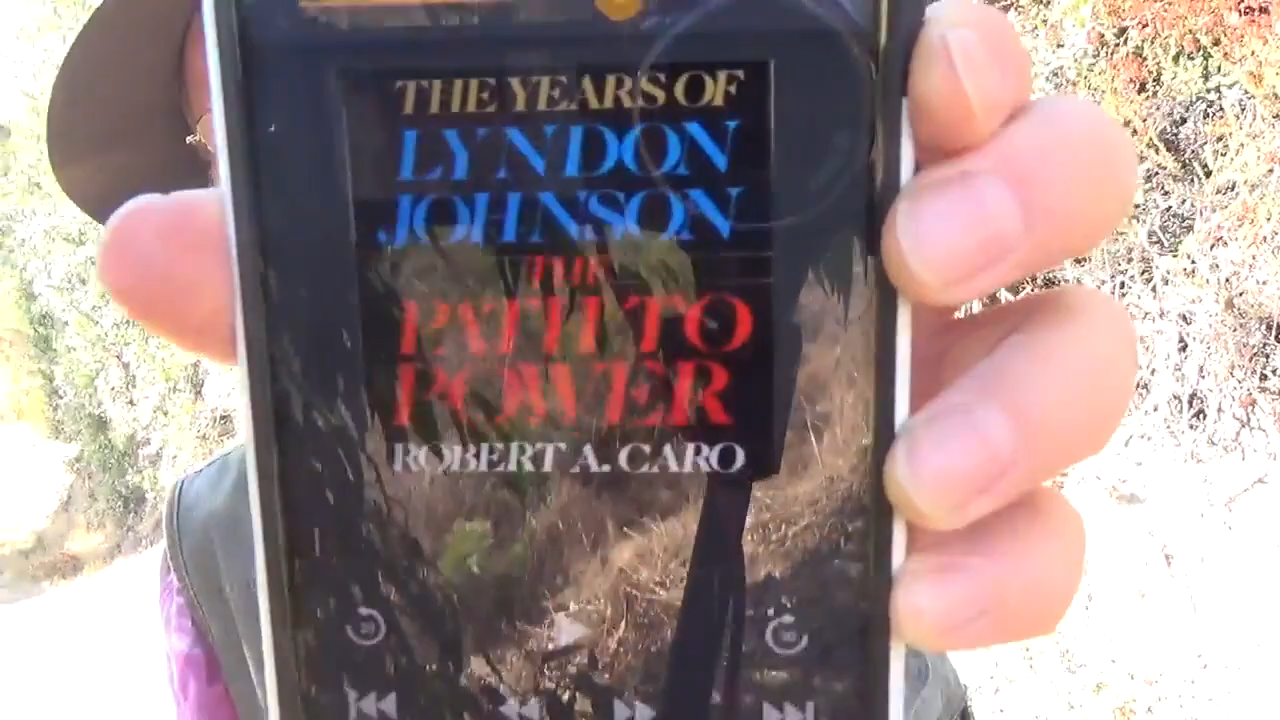 THE YEARS OF
LYNDON
JOHNSON
THE
PATH TO
POWER
ROBERT A. CARO